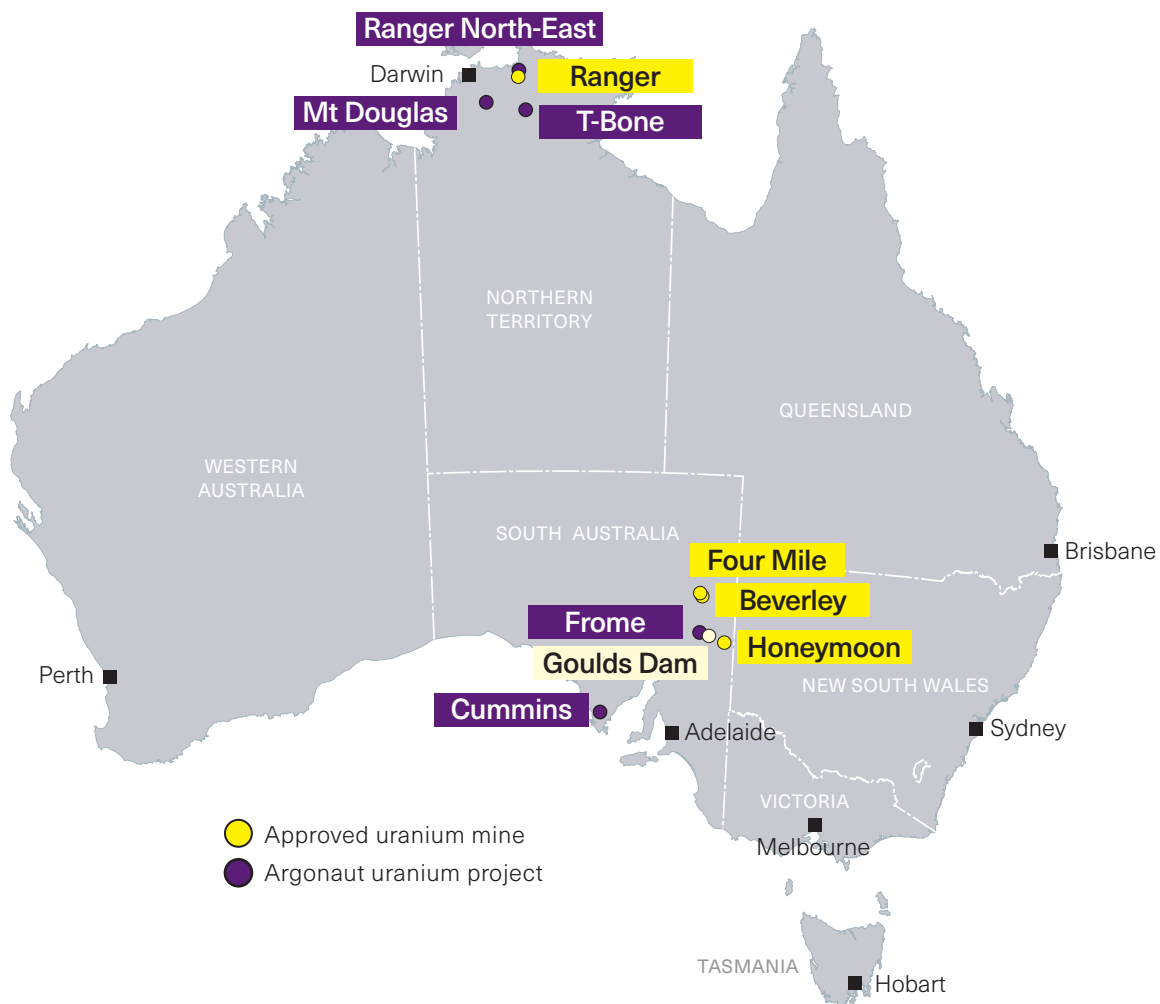 Ranger North-East
Darwin
Ranger
Mt Douglas
T-Bone
NORTHERN
TERRITORY
QUEENSLAND
WESTERN
AUSTRALIA
SOUTH AUSTRALIA
Four Mile
Brisbane
Beverley
Frome
Honeymoon
Goulds Dam
Perth
NEW SOUTH WALES
Cummins
Adelaide
Sydney
VICTORIA
Approved uranium mine
Melbourne
Argonaut uranium project
TASMANIA
Hobart